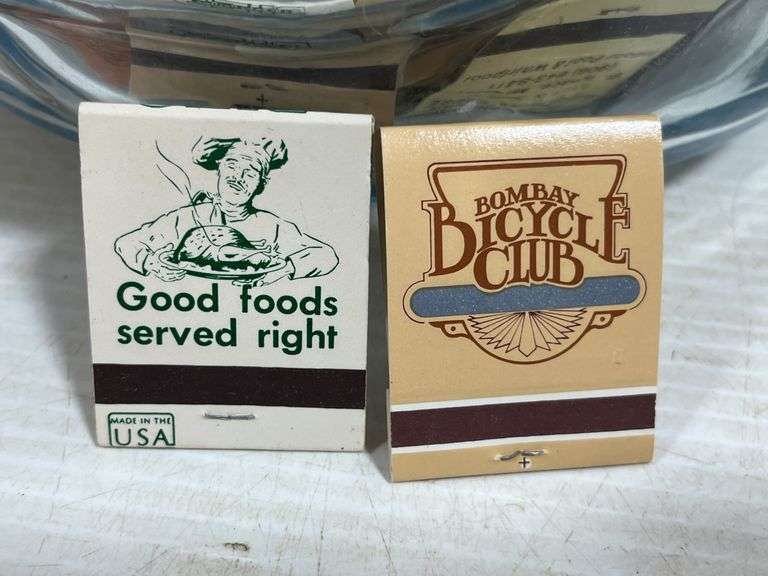 Good foods
served right
MADE IN THE
USA
BOMBAY
BICYCLE
CLUB
+